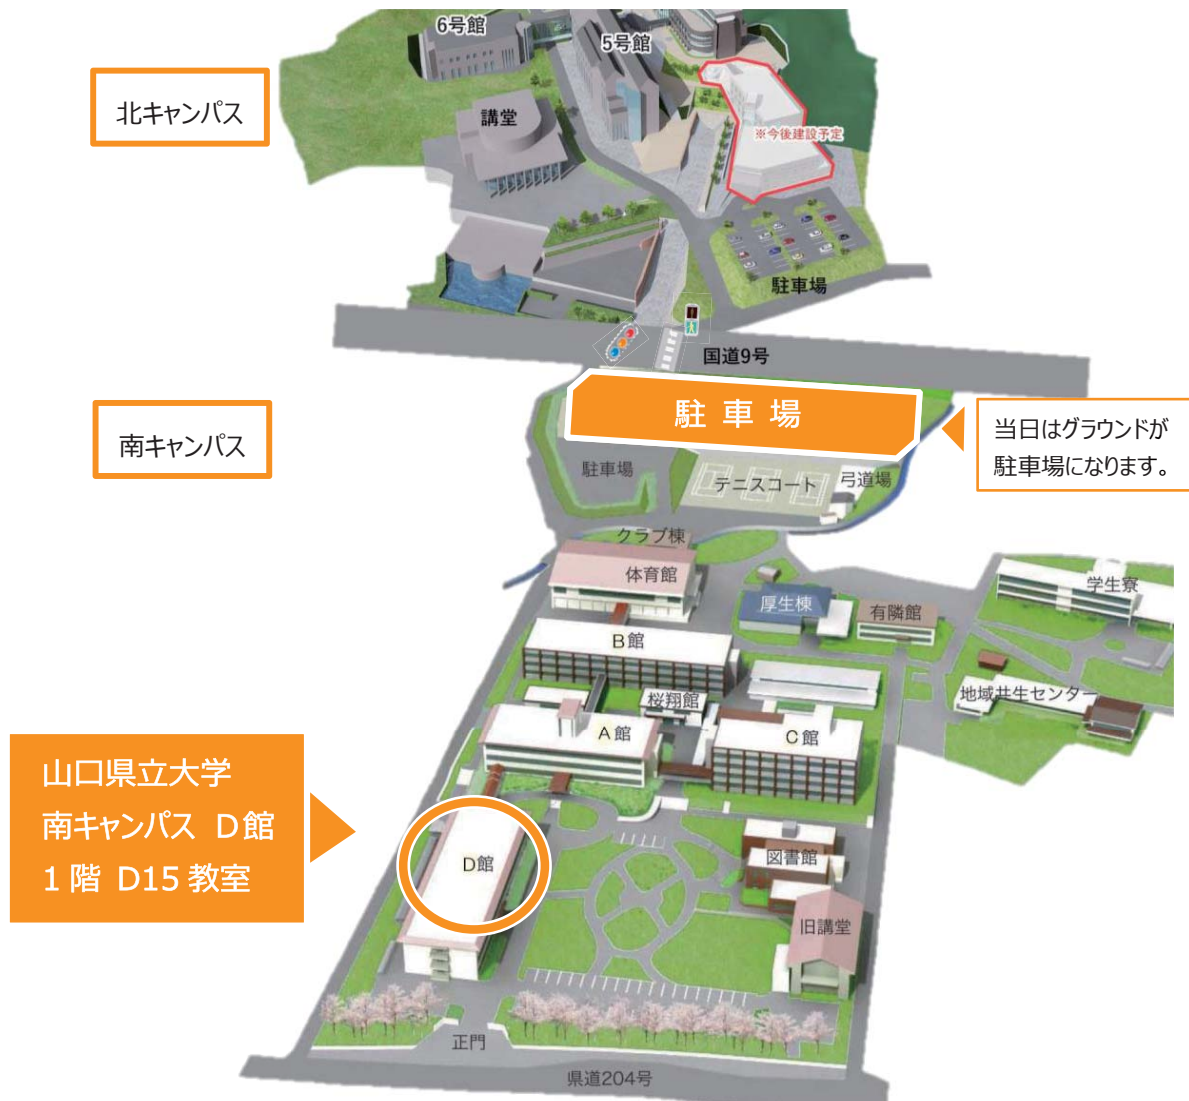 6号館
5号館
北キャンパス
講堂
※今後建設予定
駐車場
国道9号
駐車場
南キャンパス
当日はグラウンドが
駐車場になります。
駐車場
テニスコート
弓道場
クラブ棟
体育館
学生寮
厚生棟
有隣館
B館
桜翔館
地域共生センター
A館
C館
山口県立大学
南キャンパス D館
1階 D15教室
D館
図書館
旧講堂
正門
県道204号